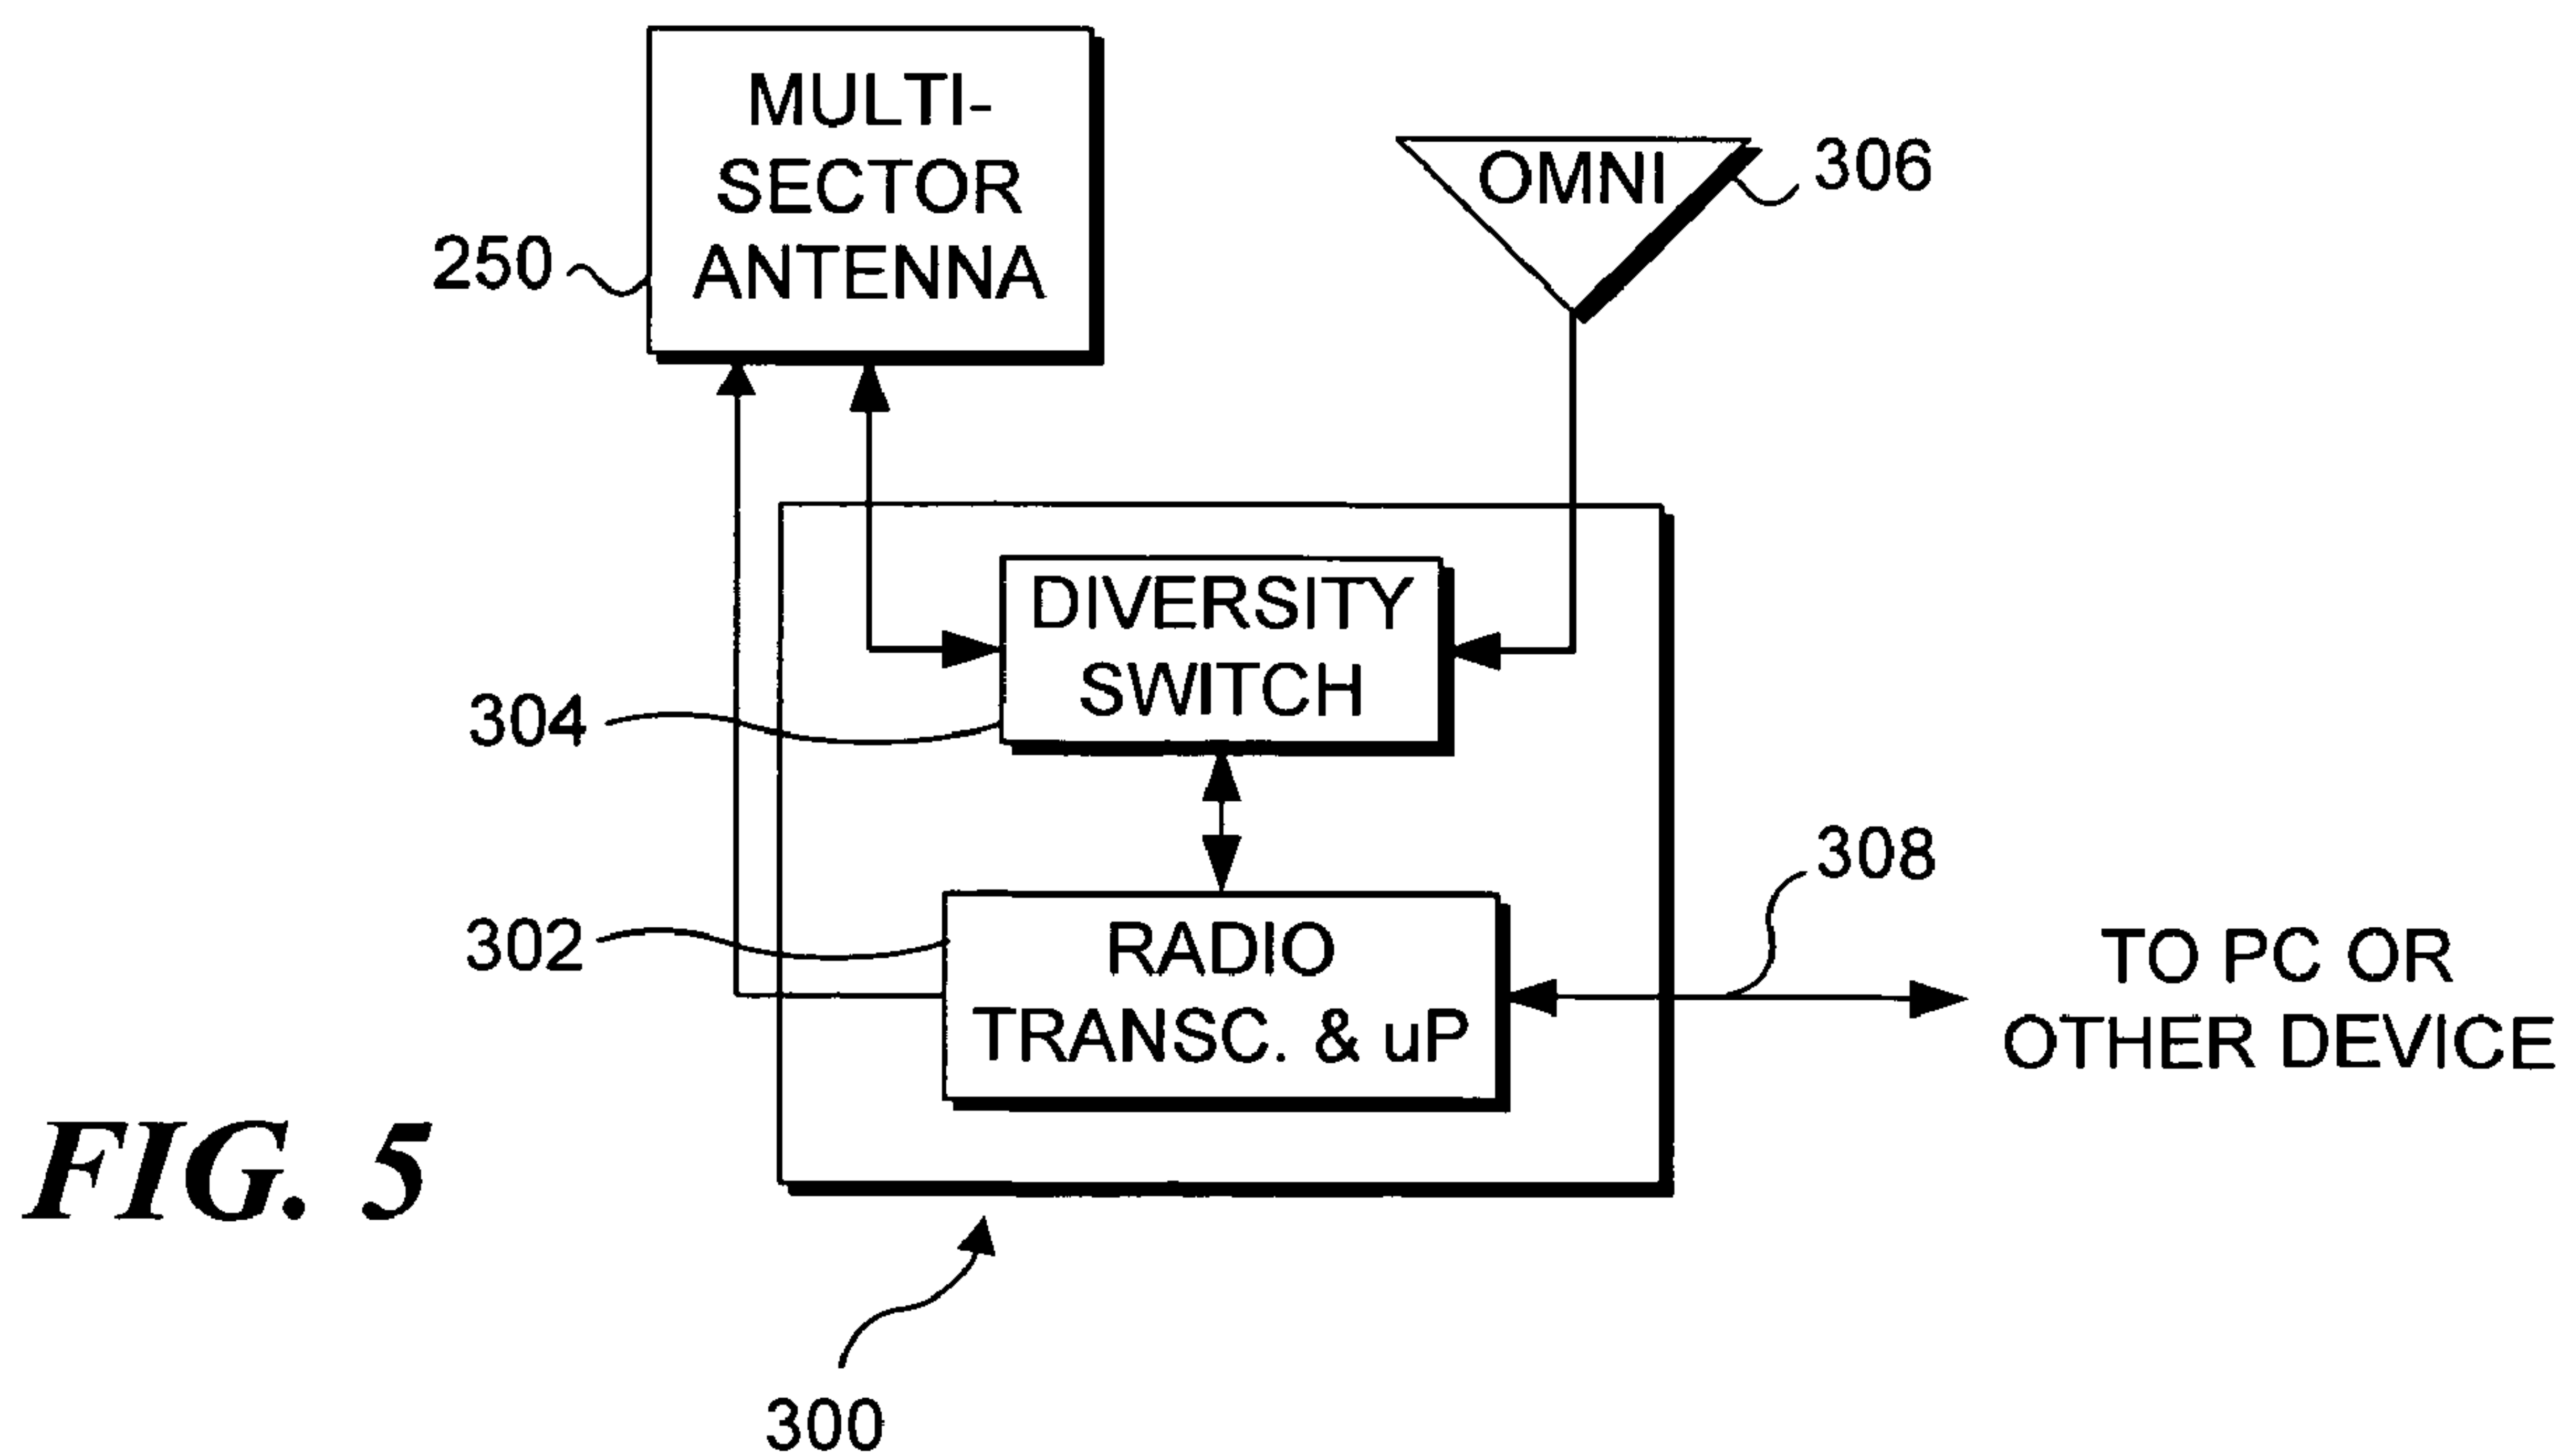 MULTI-
SECTOR
ANTENNA
250
OMNI
306
DIVERSITY
SWITCH
304
308
302
RADIO
TRANSC. & uP
TO PC OR
OTHER DEVICE
FIG. 5
300